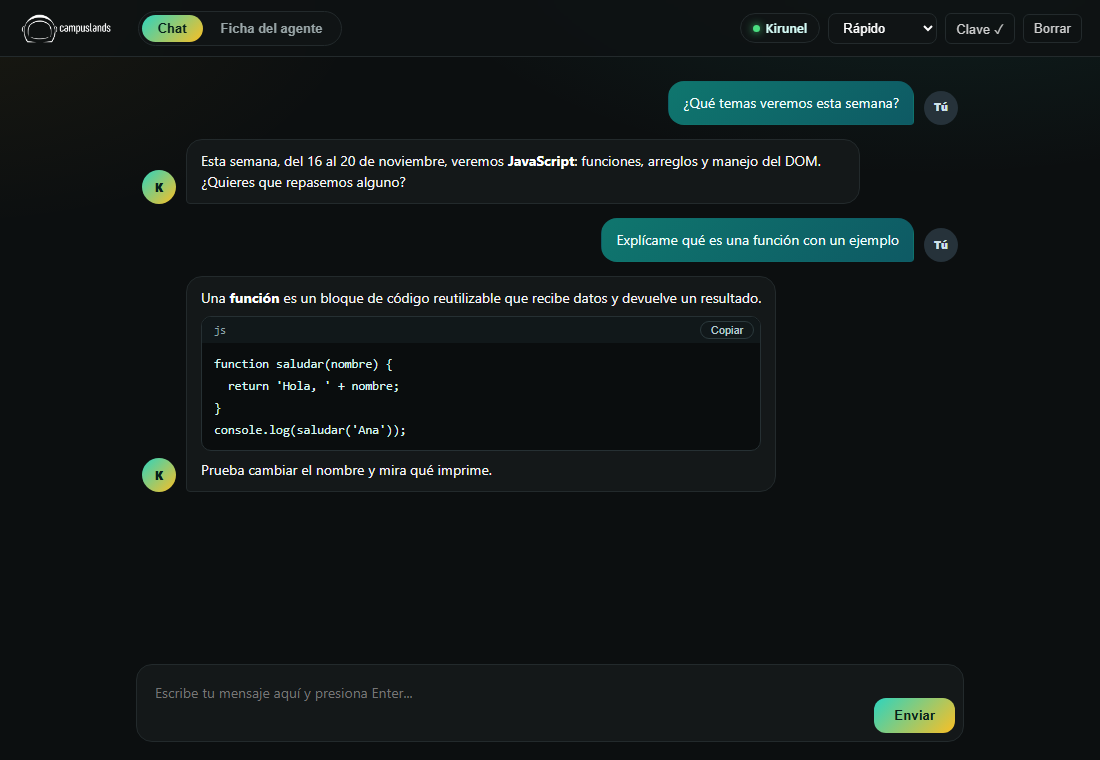 campuslands
Chat
Ficha del agente
Kirunel
Rápido
Clave ✓
Borrar
¿Qué temas veremos esta semana?
Tú
Esta semana, del 16 al 20 de noviembre, veremos JavaScript: funciones, arreglos y manejo del DOM.
¿Quieres que repasemos alguno?
K
Explícame qué es una función con un ejemplo
Tú
Una función es un bloque de código reutilizable que recibe datos y devuelve un resultado.
js
Copiar
function saludar(nombre) {
  return 'Hola, ' + nombre;
}
console.log(saludar('Ana'));
Prueba cambiar el nombre y mira qué imprime.
K
Escribe tu mensaje aquí y presiona Enter...
Enviar